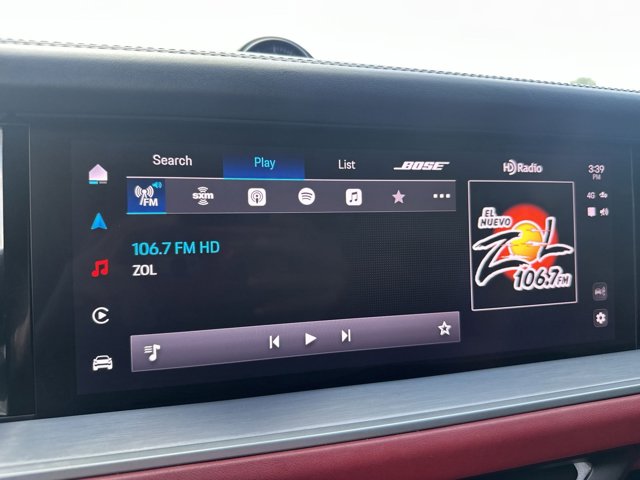 Search Play List BOSE HD Radio 3:39
PM
FM sxm
4G
106.7 FM HD
ZOL
EL
NUEVO
ZOL
106.7 FM